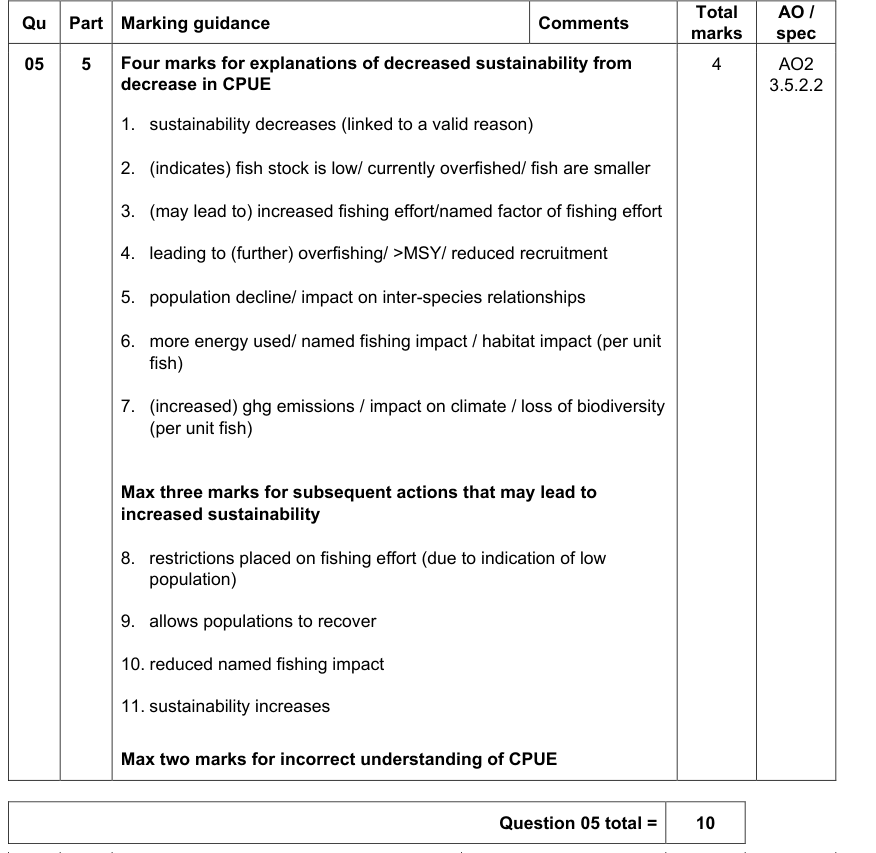 Qu Part Marking guidance Comments Total marks AO / spec
05 5 Four marks for explanations of decreased sustainability from 4 AO2
decrease in CPUE 3.5.2.2
1. sustainability decreases (linked to a valid reason)
2. (indicates) fish stock is low/ currently overfished/ fish are smaller
3. (may lead to) increased fishing effort/named factor of fishing effort
4. leading to (further) overfishing/ >MSY/ reduced recruitment
5. population decline/ impact on inter-species relationships
6. more energy used/ named fishing impact / habitat impact (per unit
fish)
7. (increased) ghg emissions / impact on climate / loss of biodiversity
(per unit fish)
Max three marks for subsequent actions that may lead to
increased sustainability
8. restrictions placed on fishing effort (due to indication of low
population)
9. allows populations to recover
10. reduced named fishing impact
11. sustainability increases
Max two marks for incorrect understanding of CPUE
Question 05 total = 10